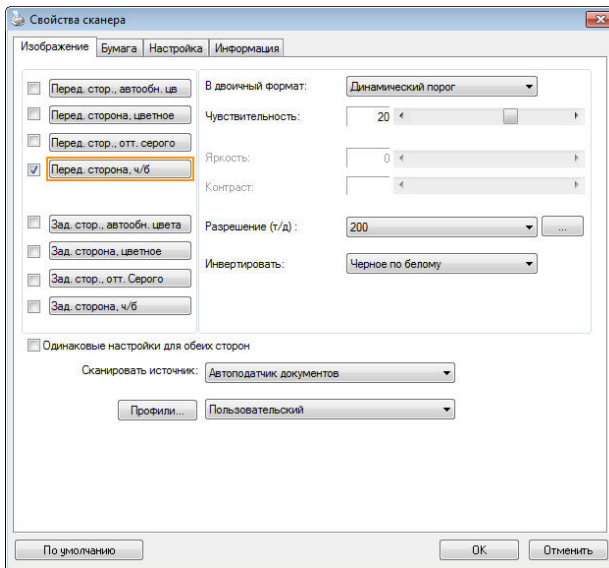 Свойства сканера
Изображение Бумага Настройка Информация
Перед. стор., автообн. цв
Перед. сторона, цветное
Перед. стор., отт. серого
Перед. сторона, ч/б
Зад. стор., автообн. цвета
Зад. сторона, цветное
Зад. стор., отт. Серого
Зад. сторона, ч/б
В двоичный формат: Динамический порог
Чувствительность: 20
Яркость: 0
Контраст:
Разрешение (т/д) : 200 ...
Инвертировать: Черное по белому
Одинаковые настройки для обеих сторон
Сканировать источник: Автоподатчик документов
Профили... Пользовательский
По умолчанию OK Отменить